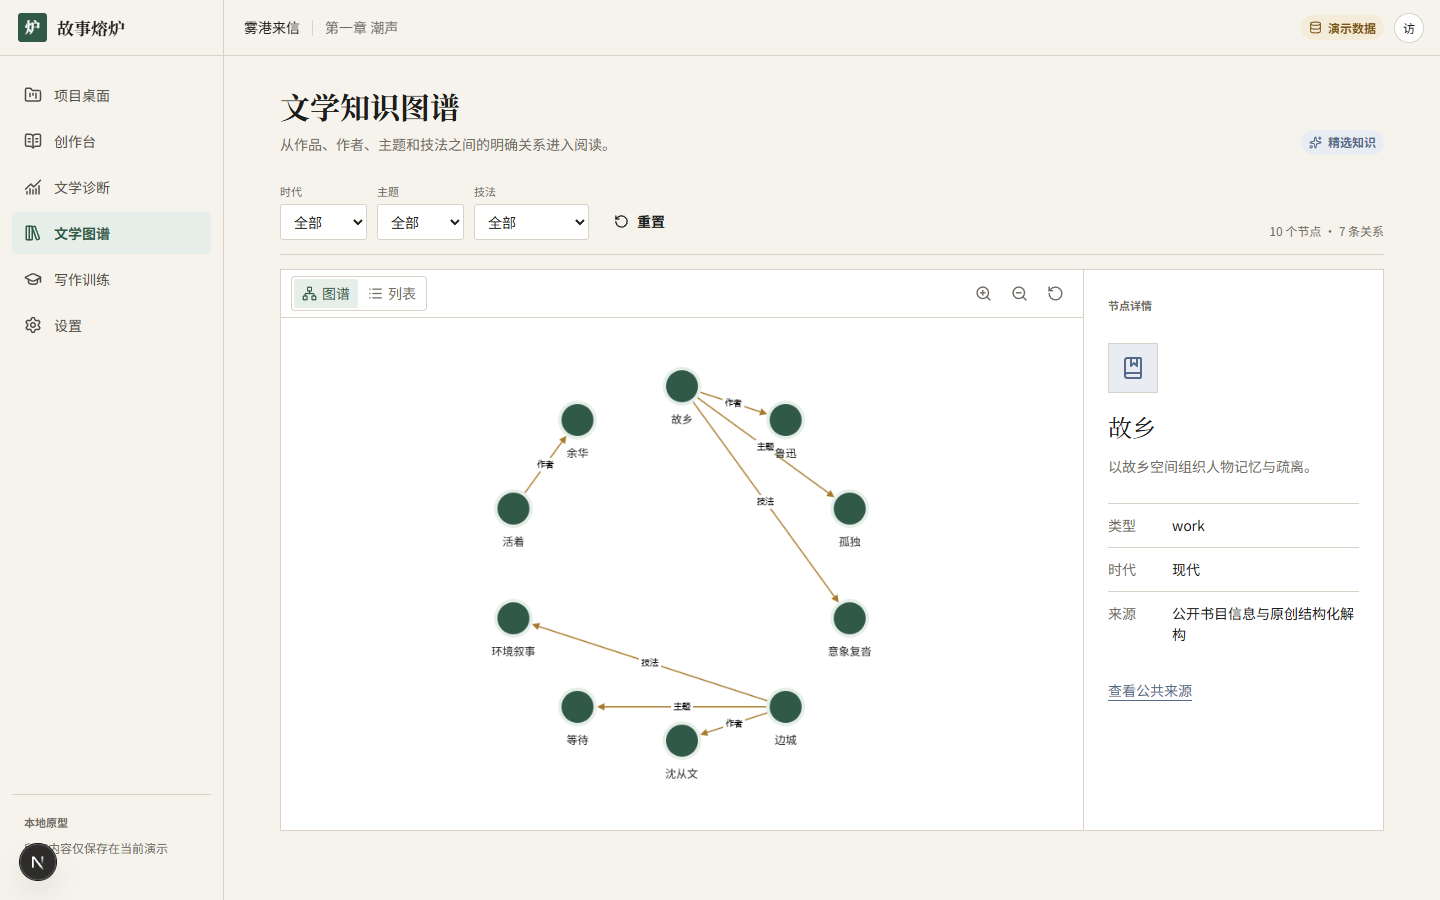 炉 故事熔炉
雾港来信
第一章 潮声
演示数据
访
项目桌面
创作台
文学诊断
文学图谱
写作训练
设置
本地原型
内容仅保存在当前演示
N
文学知识图谱
从作品、作者、主题和技法之间的明确关系进入阅读。
精选知识
时代
主题
技法
全部
全部
全部
重置
10 个节点 · 7 条关系
图谱
列表
故乡
作者
余华
主题
鲁迅
作者
技法
活着
孤独
环境叙事
意象复沓
技法
主题
作者
等待
边城
沈从文
节点详情
故乡
以故乡空间组织人物记忆与疏离。
类型
work
时代
现代
来源
公开书目信息与原创结构化解
构
查看公共来源